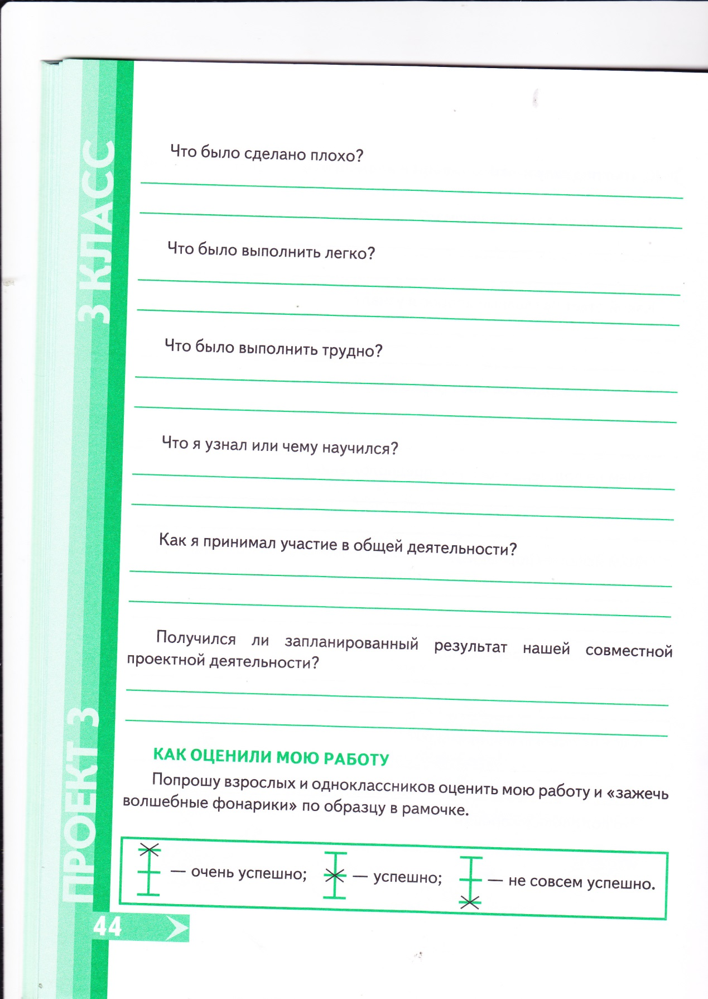 3 КЛАСС
Что было сделано плохо?
Что было выполнить легко?
Что было выполнить трудно?
Что я узнал или чему научился?
Как я принимал участие в общей деятельности?
Получился ли запланированный результат нашей совместной
проектной деятельности?
ПРОЕКТ 3
КАК ОЦЕНИЛИ МОЮ РАБОТУ
Попрошу взрослых и одноклассников оценить мою работу и «зажечь
волшебные фонарики» по образцу в рамочке.
— очень успешно; — успешно; — не совсем успешно.
44